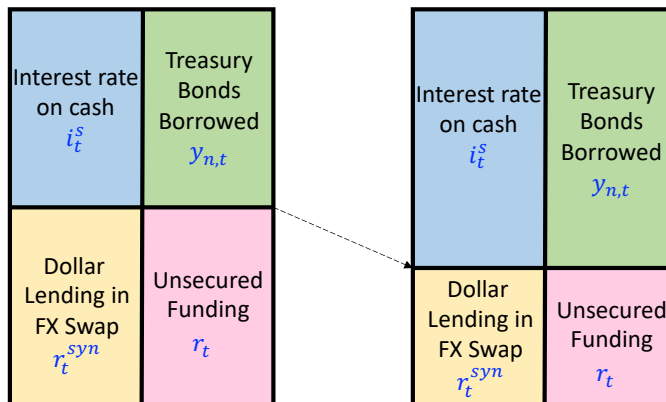 Interest rate
on cash
i_t^s
Treasury
Bonds
Borrowed
y_{n,t}
Dollar
Lending in
FX Swap
r_t^{syn}
Unsecured
Funding
r_t
Interest rate
on cash
i_t^s
Treasury
Bonds
Borrowed
y_{n,t}
Dollar
Lending in
FX Swap
r_t^{syn}
Unsecured
Funding
r_t